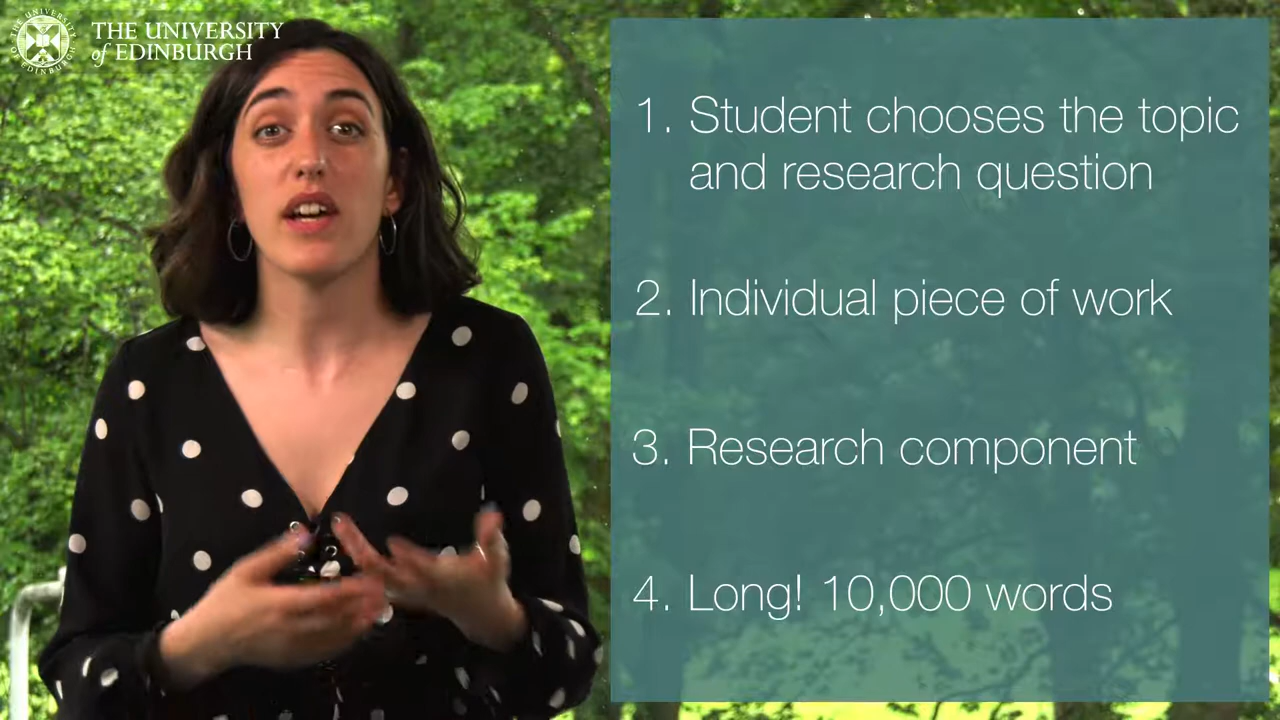 THE UNIVERSITY
of EDINBURGH
1. Student chooses the topic
and research question
2. Individual piece of work
3. Research component
4. Long! 10,000 words